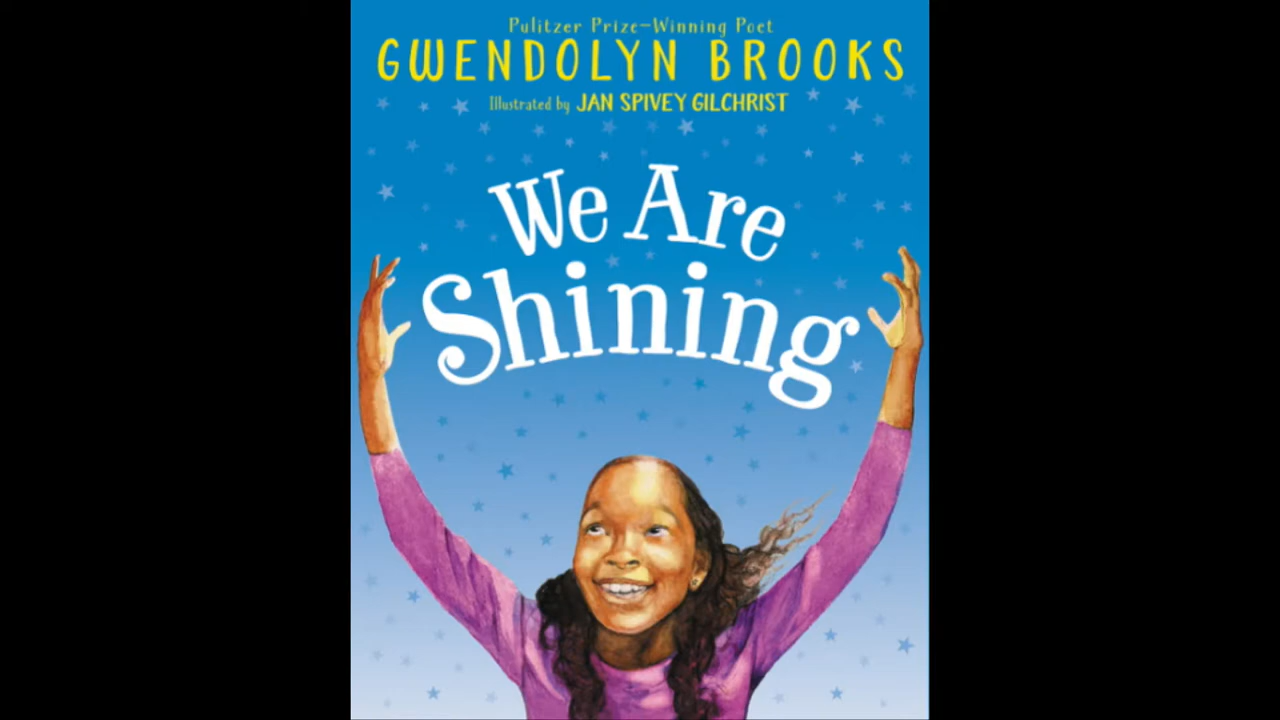 Pulitzer Prize–Winning Poet
GWENDOLYN BROOKS
Illustrated by JAN SPIVEY GILCHRIST
We Are
Shining